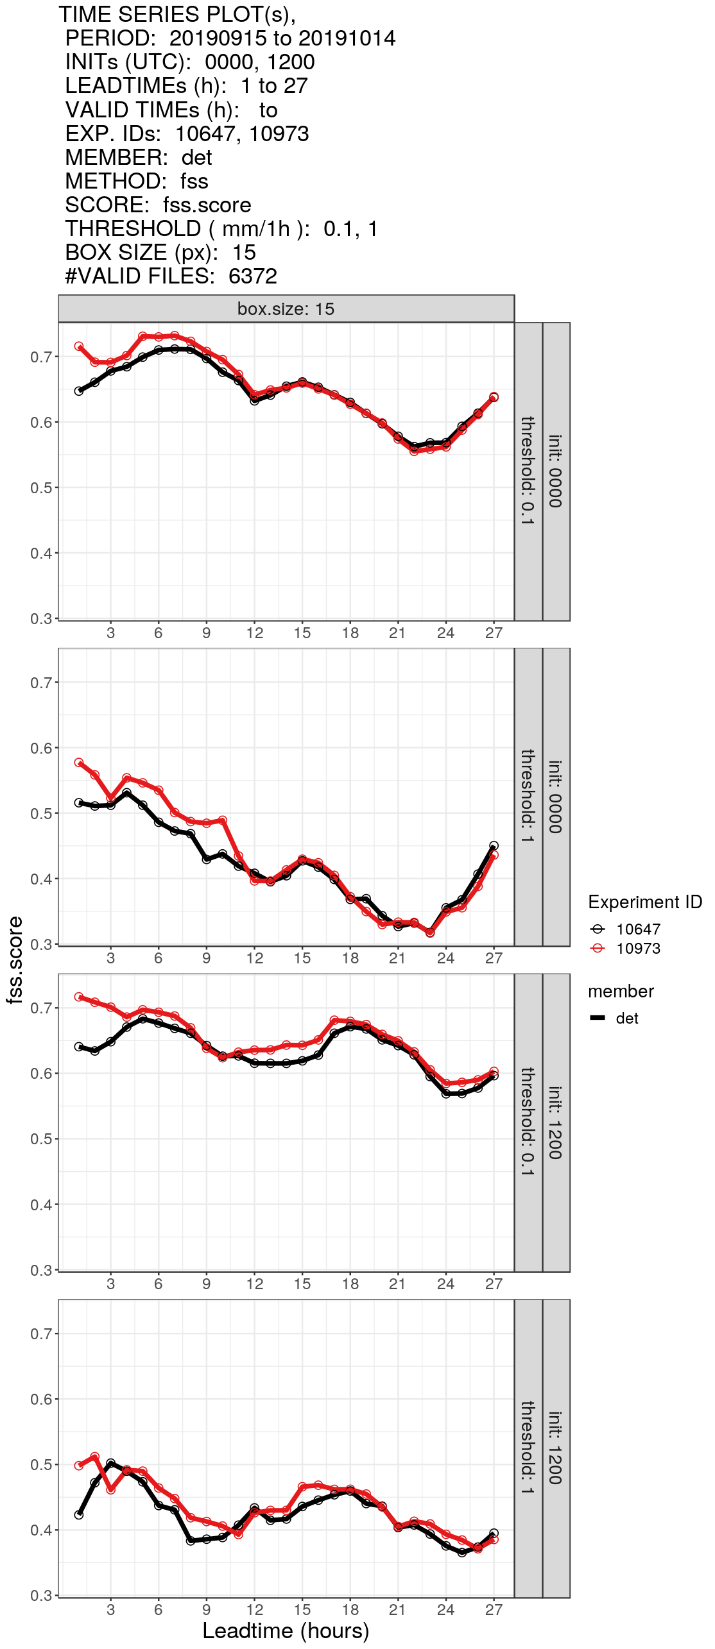 TIME SERIES PLOT(s),
PERIOD: 20190915 to 20191014
INITs (UTC): 0000, 1200
LEADTIMEs (h): 1 to 27
VALID TIMEs (h): to
EXP. IDs: 10647, 10973
MEMBER: det
METHOD: fss
SCORE: fss.score
THRESHOLD ( mm/1h ): 0.1, 1
BOX SIZE (px): 15
#VALID FILES: 6372
box.size: 15
0.7
0.6
0.5
0.4
0.3
3 6 9 12 15 18 21 24 27
threshold: 0.1
init: 0000
0.7
0.6
0.5
0.4
0.3
3 6 9 12 15 18 21 24 27
threshold: 1
init: 0000
0.7
0.6
0.5
0.4
0.3
3 6 9 12 15 18 21 24 27
threshold: 0.1
init: 1200
0.7
0.6
0.5
0.4
0.3
3 6 9 12 15 18 21 24 27
threshold: 1
init: 1200
fss.score
Leadtime (hours)
Experiment ID
10647
10973
member
det